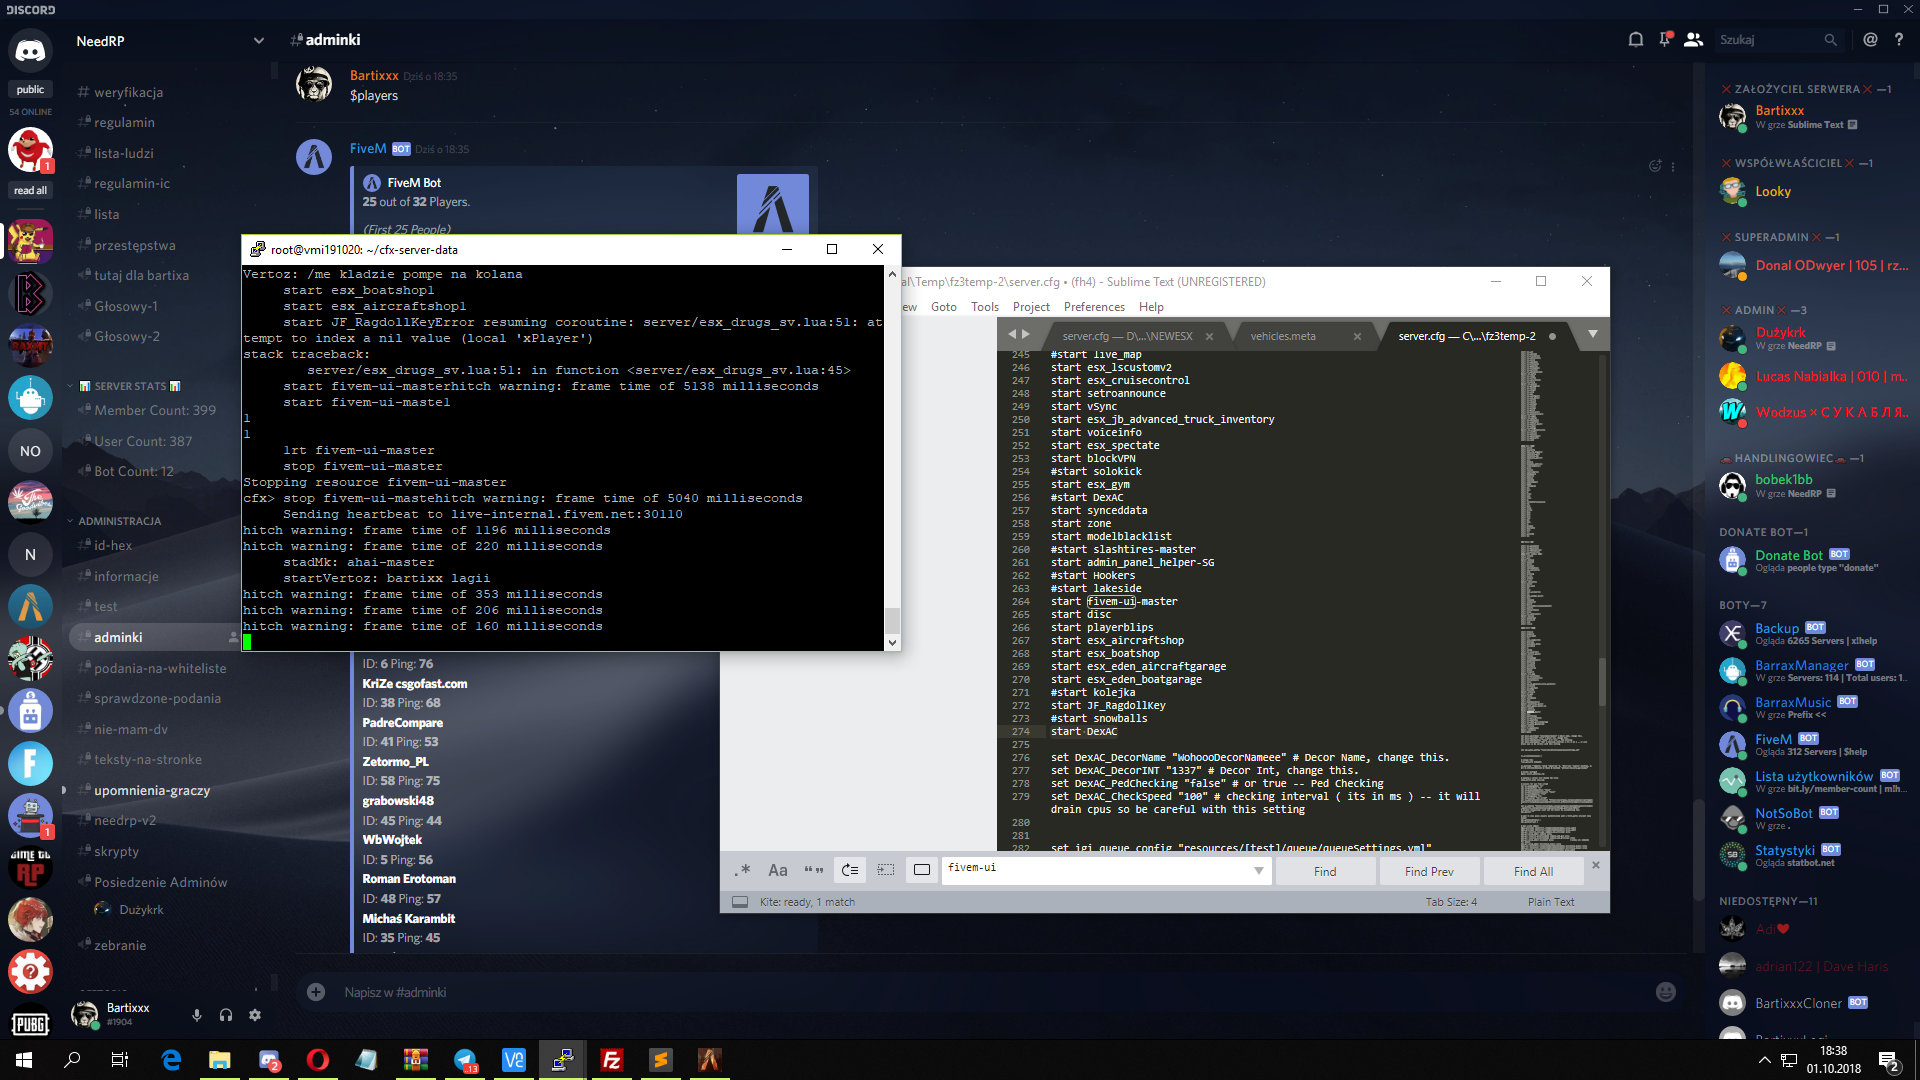 DISCORD
NeedRP
adminki
Szukaj
public
54 ONLINE
1
read all
NO
N
1
TIME TO
RP
PUBG
weryfikacja
regulamin
lista-ludzi
regulamin-ic
lista
przestępstwa
tutaj dla bartixa
Głosowy-1
Głosowy-2
SERVER STATS
Member Count: 399
User Count: 387
Bot Count: 12
ADMINISTRACJA
id-hex
informacje
test
adminki
podania-na-whiteliste
sprawdzone-podania
nie-mam-dv
teksty-na-stronke
upomnienia-graczy
needrp-v2
skrypty
Posiedzenie Adminów
Dużykrk
zebranie
Bartixxx
#1904
Bartixxx Dziś o 18:35
$players
FiveM BOT Dziś o 18:35
FiveM Bot
25 out of 32 Players.
(First 25 People)
root@vmi191020: ~/cfx-server-data
Vertoz: /me kladzie pompe na kolana
start esx_boatshopl
start esx_aircraftshopl
start JF_RagdollKeyError resuming coroutine: server/esx_drugs_sv.lua:51: at
tempt to index a nil value (local 'xPlayer')
stack traceback:
server/esx_drugs_sv.lua:51: in function <server/esx_drugs_sv.lua:45>
start fivem-ui-masterhitch warning: frame time of 5138 milliseconds
start fivem-ui-mastel
l
l
lrt fivem-ui-master
stop fivem-ui-master
Stopping resource fivem-ui-master
cfx> stop fivem-ui-mastehitch warning: frame time of 5040 milliseconds
Sending heartbeat to live-internal.fivem.net:30110
hitch warning: frame time of 1196 milliseconds
hitch warning: frame time of 220 milliseconds
stadMk: ahai-master
startVertoz: bartixx lagii
hitch warning: frame time of 353 milliseconds
hitch warning: frame time of 206 milliseconds
hitch warning: frame time of 160 milliseconds
ID: 6 Ping: 76
KriZe csgofast.com
ID: 38 Ping: 68
PadreCompare
ID: 41 Ping: 53
Zetormo_PL
ID: 58 Ping: 75
grabowski48
ID: 45 Ping: 44
WbWojtek
ID: 5 Ping: 56
Roman Erotoman
ID: 48 Ping: 57
Michaś Karambit
ID: 35 Ping: 45
Napisz w #adminki
al\Temp\fz3temp-2\server.cfg • (fh4) - Sublime Text (UNREGISTERED)
ew Goto Tools Project Preferences Help
server.cfg — D\...\NEWESX
vehicles.meta
server.cfg — C\...\fz3temp-2
245 #start live_map
246 start esx_lscustomv2
247 start esx_cruisecontrol
248 start setroannounce
249 start vSync
250 start esx_jb_advanced_truck_inventory
251 start voiceinfo
252 start esx_spectate
253 start blockVPN
254 #start solokick
255 start esx_gym
256 #start DexAC
257 start synceddata
258 start zone
259 start modelblacklist
260 #start slashtires-master
261 start admin_panel_helper-SG
262 #start Hookers
263 #start lakeside
264 start fivem-ui-master
265 start disc
266 start playerblips
267 start esx_aircraftshop
268 start esx_boatshop
269 start esx_eden_aircraftgarage
270 start esx_eden_boatgarage
271 #start kolejka
272 start JF_RagdollKey
273 #start snowballs
274 start DexAC
275
276 set DexAC_DecorName "WohoooDecorNameee" # Decor Name, change this.
277 set DexAC_DecorINT "1337" # Decor Int, change this.
278 set DexAC_PedChecking "false" # or true -- Ped Checking
279 set DexAC_CheckSpeed "100" # checking interval ( its in ms ) -- it will
drain cpus so be careful with this setting
280
281
282 set igi_queue_config "resources/[test]/queue/queueSettings.yml"
fivem-ui
Find
Find Prev
Find All
Kite: ready, 1 match
Tab Size: 4
Plain Text
ZAŁOŻYCIEL SERWERA —1
Bartixxx
W grze Sublime Text
WSPÓŁWŁAŚCICIEL —1
Looky
SUPERADMIN —1
Donal ODwyer | 105 | rz...
ADMIN —3
Dużykrk
W grze NeedRP
Lucas Nabialka | 010 | m...
Wodzus × С У К Λ Б Л Я...
HANDLINGOWIEC —1
bobek1bb
W grze NeedRP
DONATE BOT—1
Donate Bot BOT
Ogląda people type "donate"
BOTY—7
Backup BOT
Ogląda 6265 Servers | x!help
BarraxManager BOT
W grze Servers: 114 | Total users: 1...
BarraxMusic BOT
W grze Prefix <<
FiveM BOT
Ogląda 312 Servers | $help
Lista użytkowników BOT
W grze bit.ly/member-count | m!h...
NotSoBot BOT
W grze .
Statystyki BOT
Ogląda statbot.net
NIEDOSTĘPNY—11
Adi
adrian122 | Dave Haris
BartixxxCloner BOT
18:38
01.10.2018
2